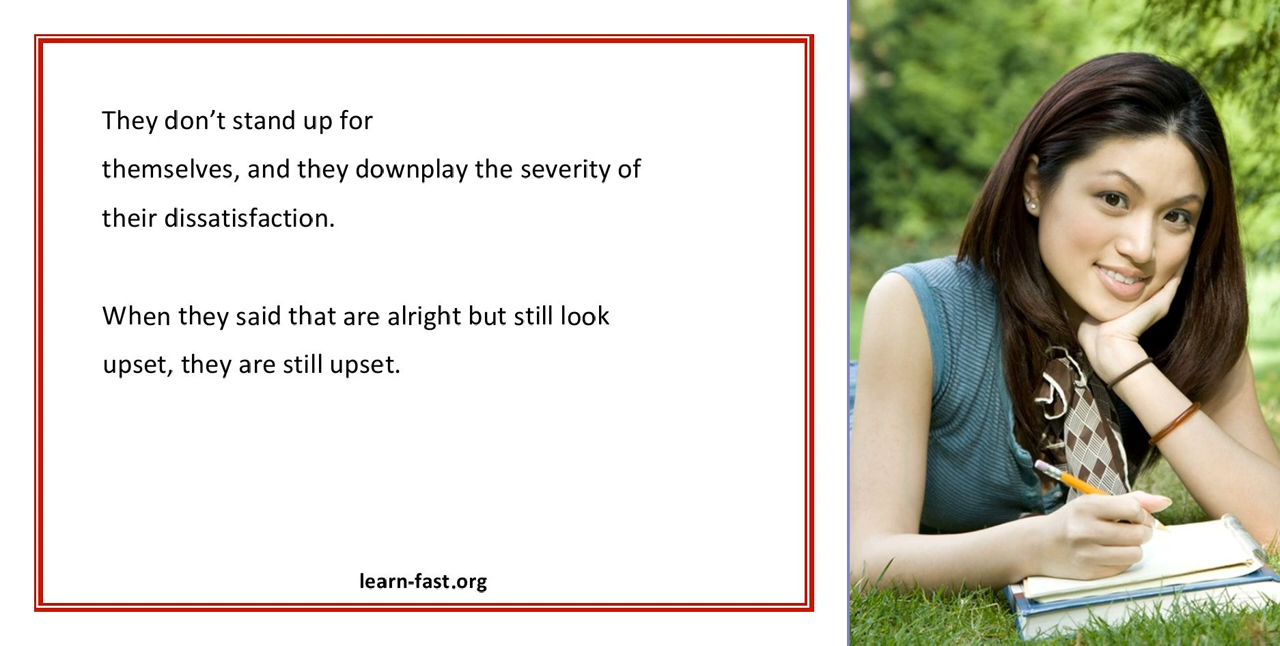 They don’t stand up for
themselves, and they downplay the severity of
their dissatisfaction.
When they said that are alright but still look
upset, they are still upset.
learn-fast.org